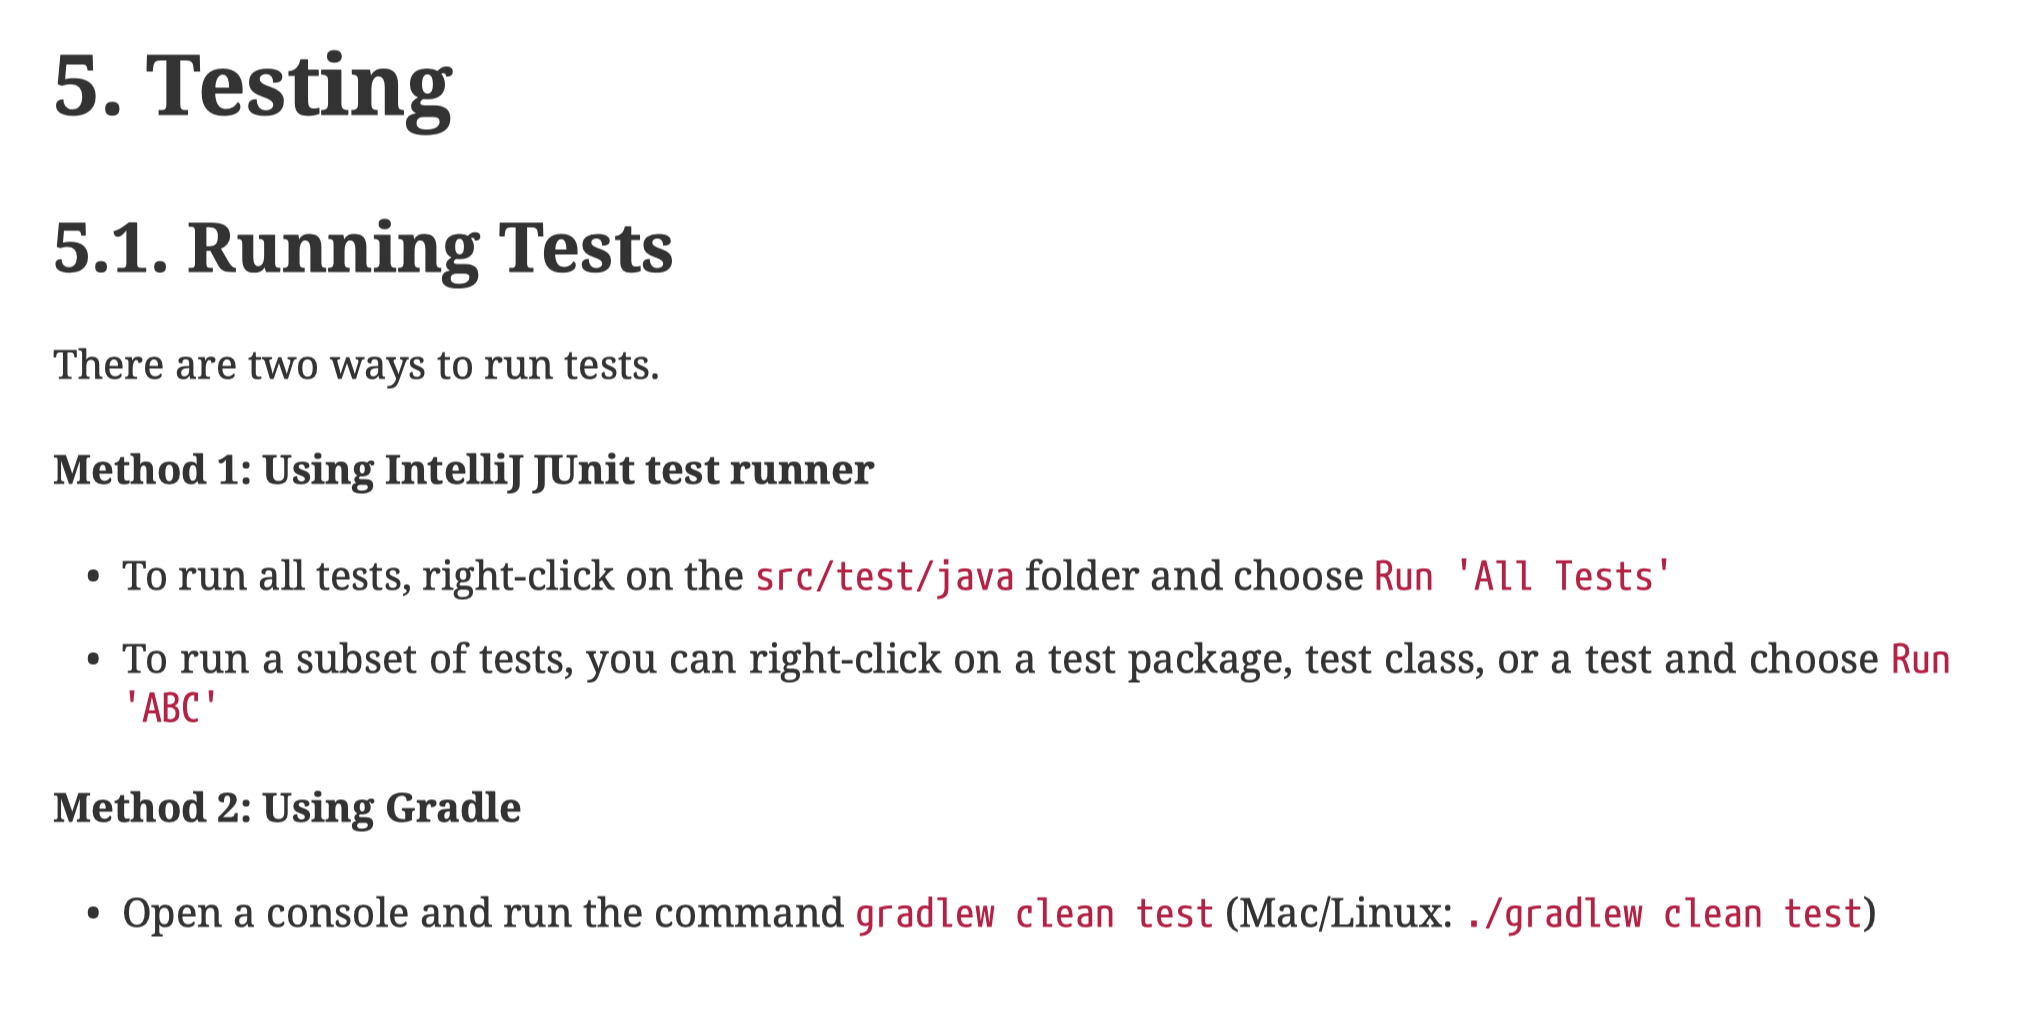 5. Testing
5.1. Running Tests
There are two ways to run tests.
Method 1: Using IntelliJ JUnit test runner
• To run all tests, right-click on the src/test/java folder and choose Run 'All Tests'
• To run a subset of tests, you can right-click on a test package, test class, or a test and choose Run
'ABC'
Method 2: Using Gradle
• Open a console and run the command gradlew clean test (Mac/Linux: ./gradlew clean test)